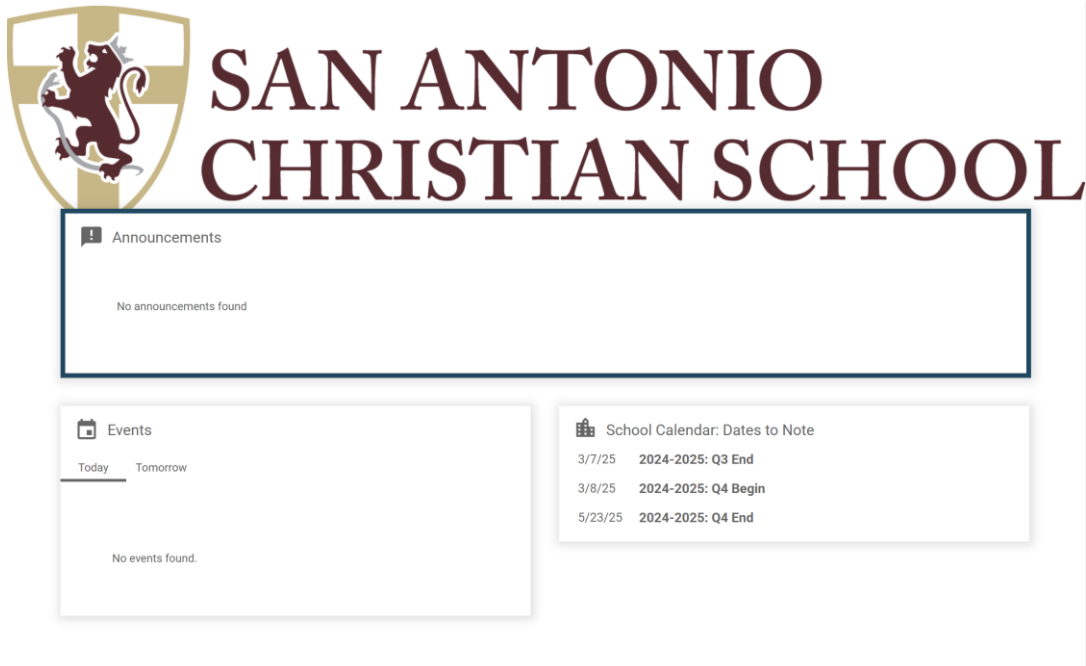 SAN ANTONIO
CHRISTIAN SCHOOL
Announcements
No announcements found
Events
Today Tomorrow
No events found.
School Calendar: Dates to Note
3/7/25 2024-2025: Q3 End
3/8/25 2024-2025: Q4 Begin
5/23/25 2024-2025: Q4 End